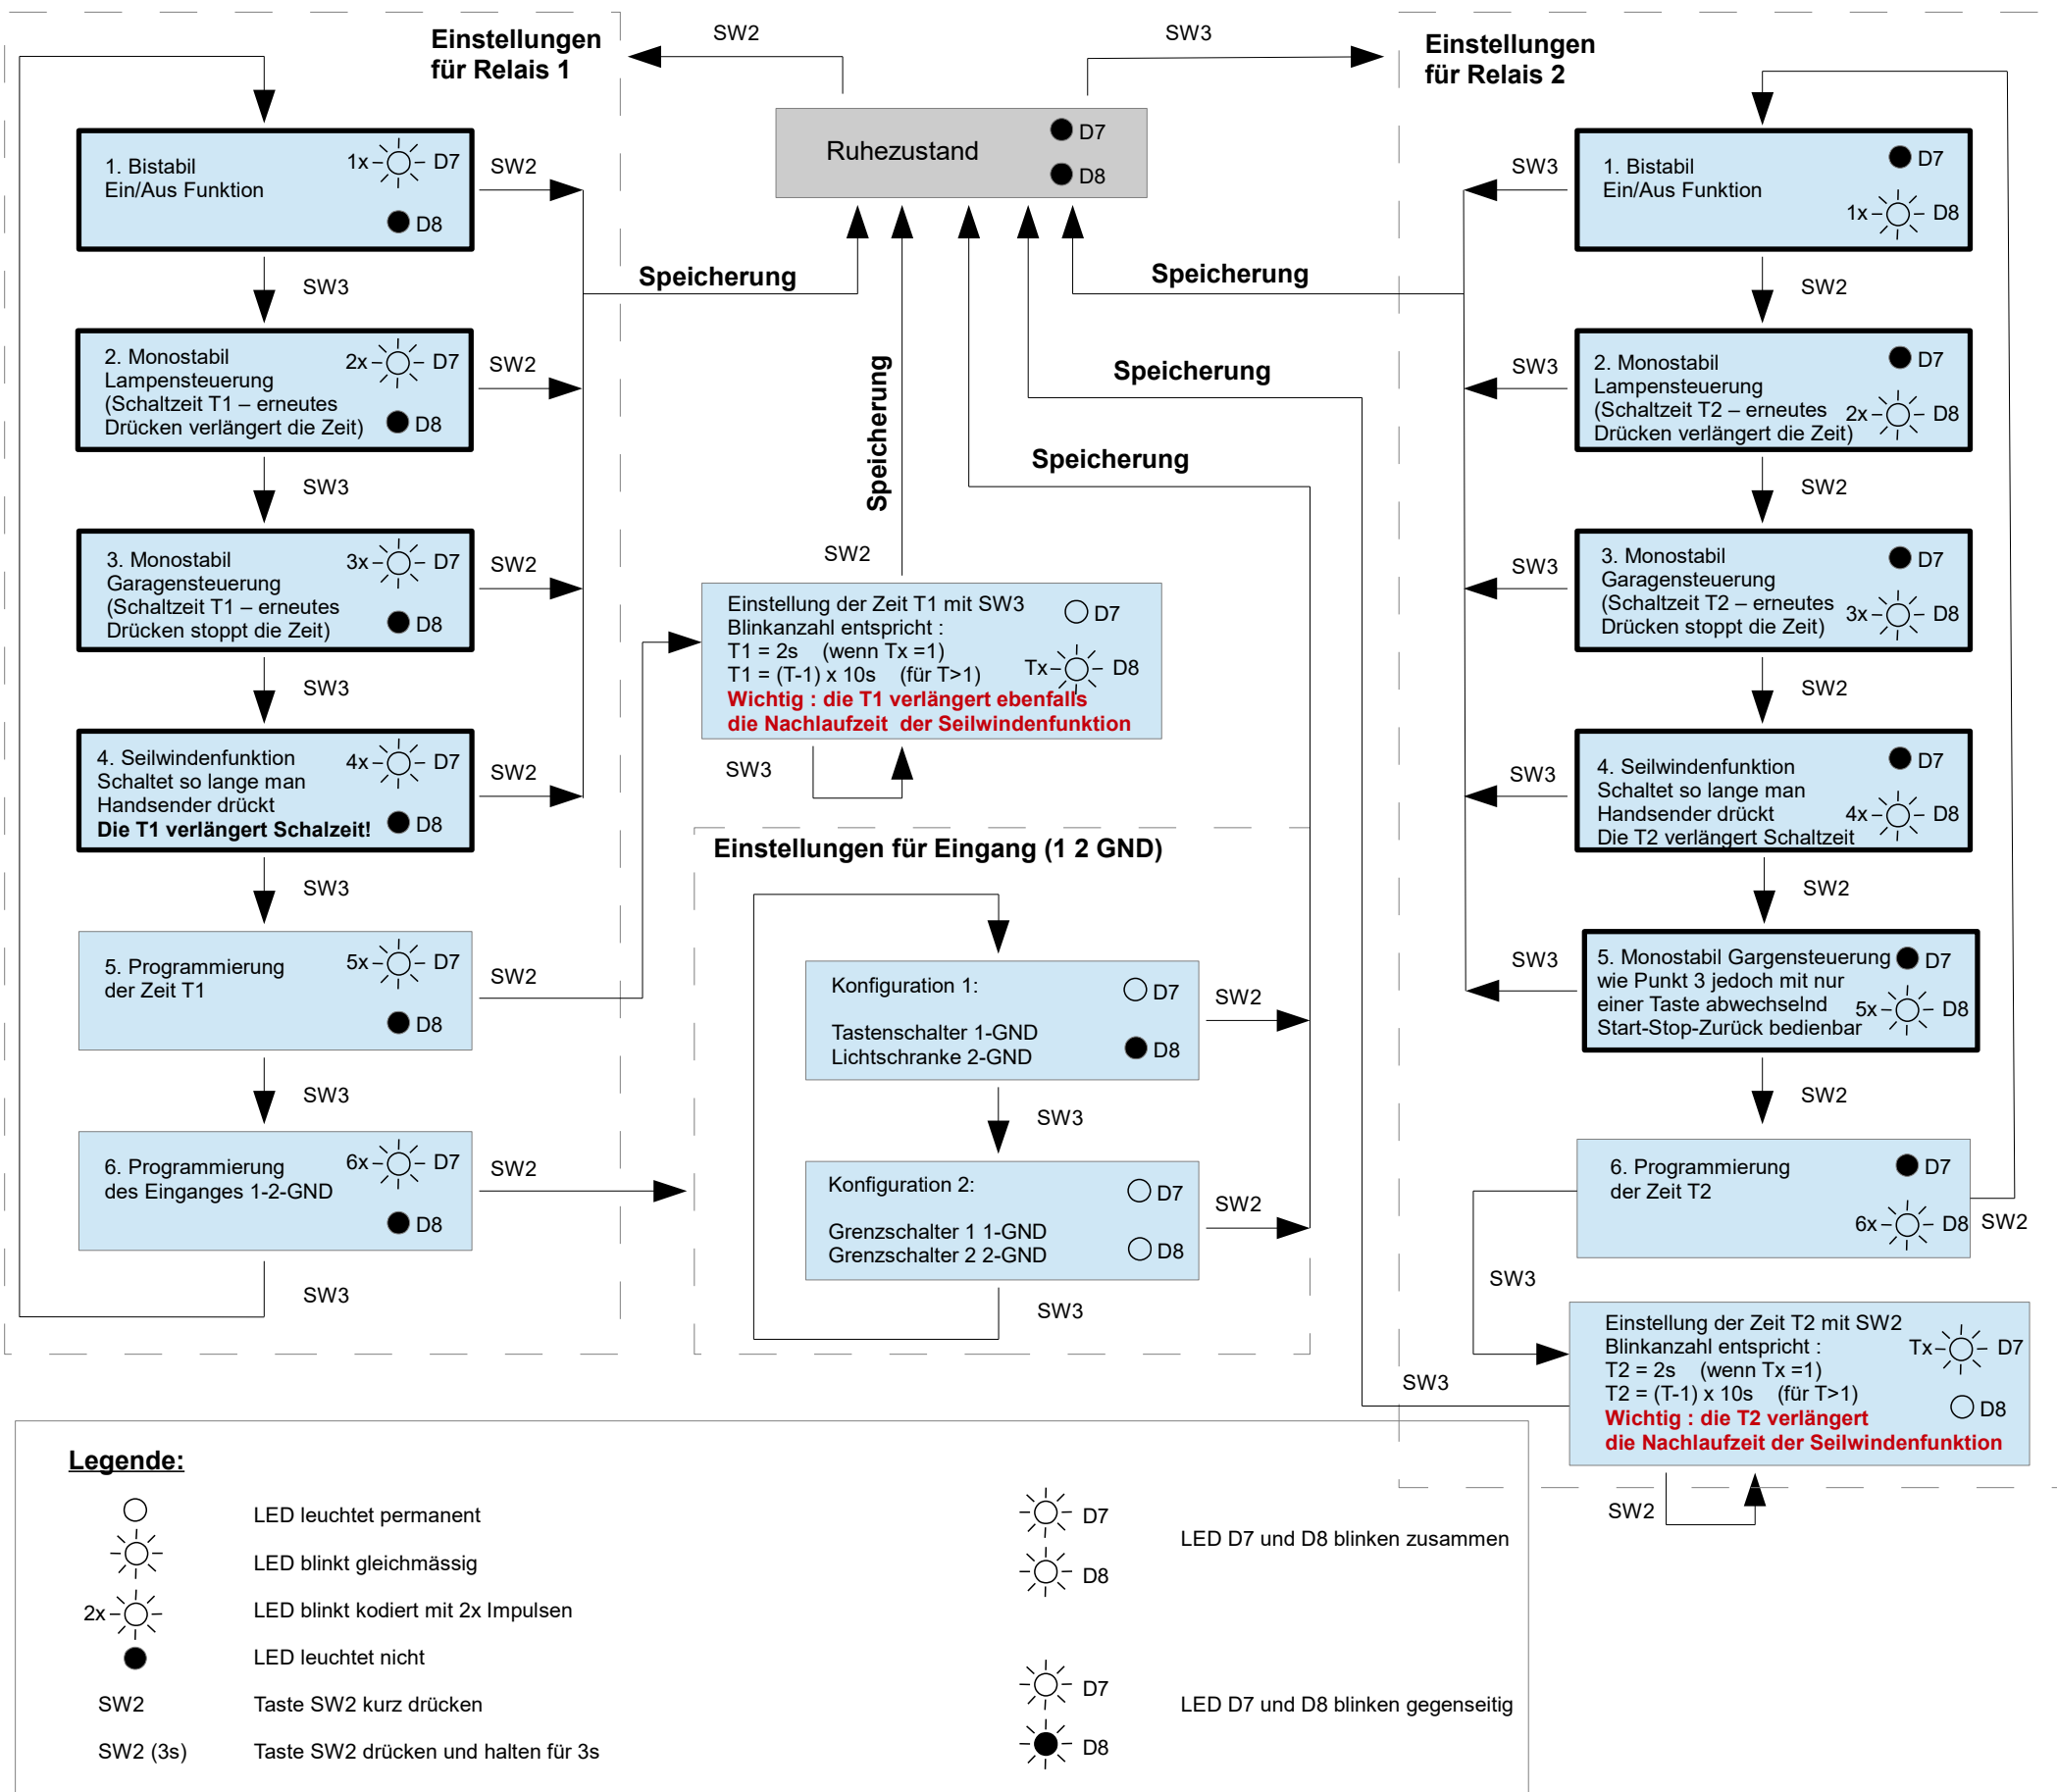 Einstellungen
für Relais 1
SW2
SW3
Einstellungen
für Relais 2
Ruhezustand
D7
D8
1. Bistabil
Ein/Aus Funktion
1x
D7
D8
SW2
SW3
2. Monostabil
Lampensteuerung
(Schaltzeit T1 – erneutes
Drücken verlängert die Zeit)
2x
D7
D8
SW2
SW3
3. Monostabil
Garagensteuerung
(Schaltzeit T1 – erneutes
Drücken stoppt die Zeit)
3x
D7
D8
SW2
SW3
4. Seilwindenfunktion
Schaltet so lange man
Handsender drückt
Die T1 verlängert Schalzeit!
4x
D7
D8
SW2
SW3
5. Programmierung
der Zeit T1
5x
D7
D8
SW2
SW3
6. Programmierung
des Einganges 1-2-GND
6x
D7
D8
SW2
SW3
Speicherung
Speicherung
Speicherung
Speicherung
Speicherung
SW2
Einstellung der Zeit T1 mit SW3
Blinkanzahl entspricht :
T1 = 2s (wenn Tx =1)
T1 = (T-1) x 10s (für T>1)
Wichtig : die T1 verlängert ebenfalls
die Nachlaufzeit der Seilwindenfunktion
D7
Tx
D8
SW3
Einstellungen für Eingang (1 2 GND)
Konfiguration 1:
Tastenschalter 1-GND
Lichtschranke 2-GND
D7
D8
SW2
SW3
Konfiguration 2:
Grenzschalter 1 1-GND
Grenzschalter 2 2-GND
D7
D8
SW2
SW3
1. Bistabil
Ein/Aus Funktion
D7
1x
D8
SW3
SW2
2. Monostabil
Lampensteuerung
(Schaltzeit T2 – erneutes
Drücken verlängert die Zeit)
D7
2x
D8
SW3
SW2
3. Monostabil
Garagensteuerung
(Schaltzeit T2 – erneutes
Drücken stoppt die Zeit)
D7
3x
D8
SW3
SW2
4. Seilwindenfunktion
Schaltet so lange man
Handsender drückt
Die T2 verlängert Schaltzeit
D7
4x
D8
SW3
SW2
5. Monostabil Gargensteuerung
wie Punkt 3 jedoch mit nur
einer Taste abwechselnd
Start-Stop-Zurück bedienbar
D7
5x
D8
SW3
SW2
6. Programmierung
der Zeit T2
D7
6x
D8
SW2
SW3
Einstellung der Zeit T2 mit SW2
Blinkanzahl entspricht :
T2 = 2s (wenn Tx =1)
T2 = (T-1) x 10s (für T>1)
Wichtig : die T2 verlängert
die Nachlaufzeit der Seilwindenfunktion
Tx
D7
D8
SW3
SW2
Legende:
LED leuchtet permanent
LED blinkt gleichmässig
2x
LED blinkt kodiert mit 2x Impulsen
LED leuchtet nicht
SW2
Taste SW2 kurz drücken
SW2 (3s)
Taste SW2 drücken und halten für 3s
D7
D8
LED D7 und D8 blinken zusammen
D7
D8
LED D7 und D8 blinken gegenseitig